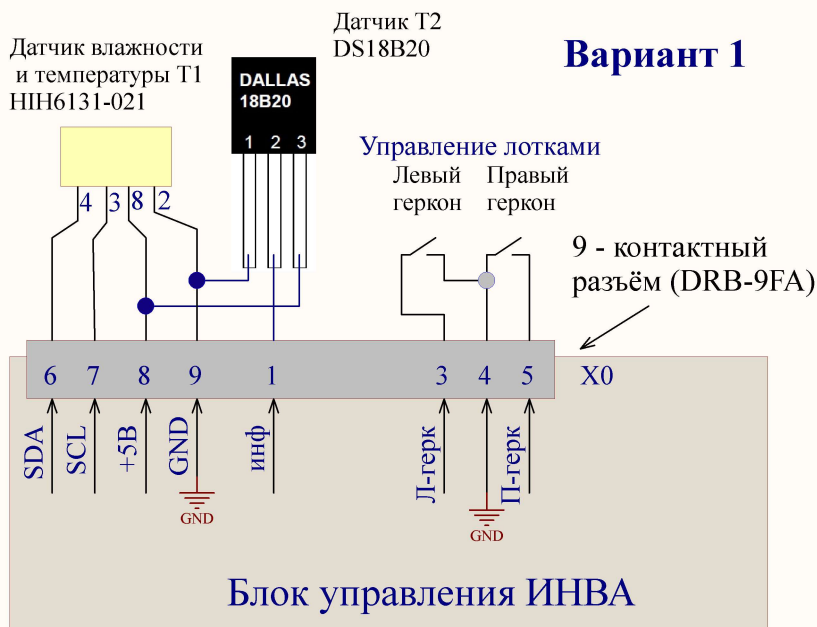 Датчик Т2
DS18B20
Вариант 1
Датчик влажности
и температуры Т1
HIH6131-021
DALLAS
18B20
1 2 3
Управление лотками
Левый
геркон
Правый
геркон
4 3 8 2
9 - контактный
разъём (DRB-9FA)
6 7 8 9 1 3 4 5 X0
SDA
SCL
+5В
GND
инф
Л-герк
П-герк
GND
GND
Блок управления ИНВА